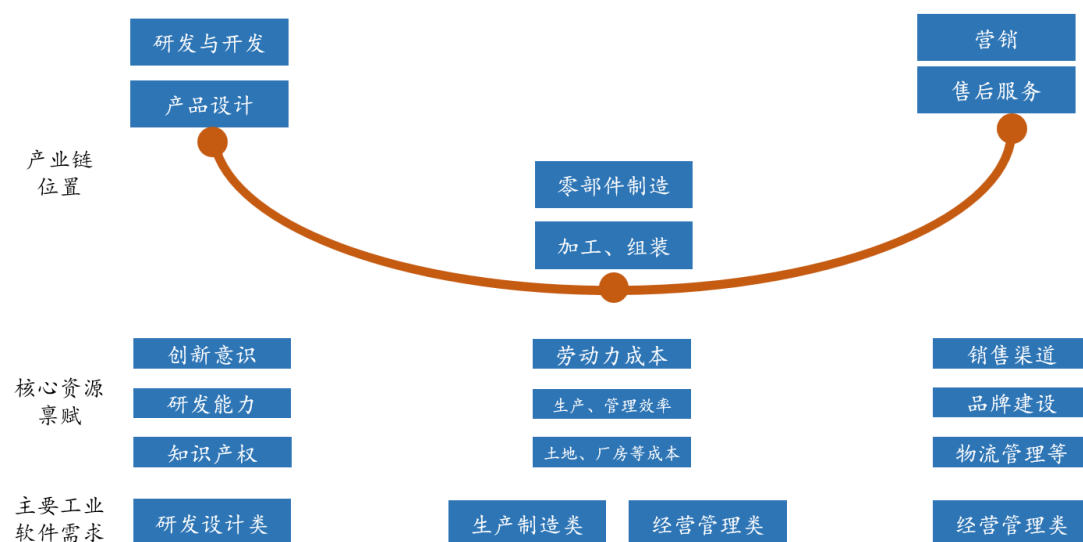 研发与开发
营销
产品设计
售后服务
产业链
位置
零部件制造
加工、组装
核心资源
禀赋
创新意识
劳动力成本
销售渠道
研发能力
生产、管理效率
品牌建设
知识产权
土地、厂房等成本
物流管理等
主要工业
软件需求
研发设计类
生产制造类
经营管理类
经营管理类